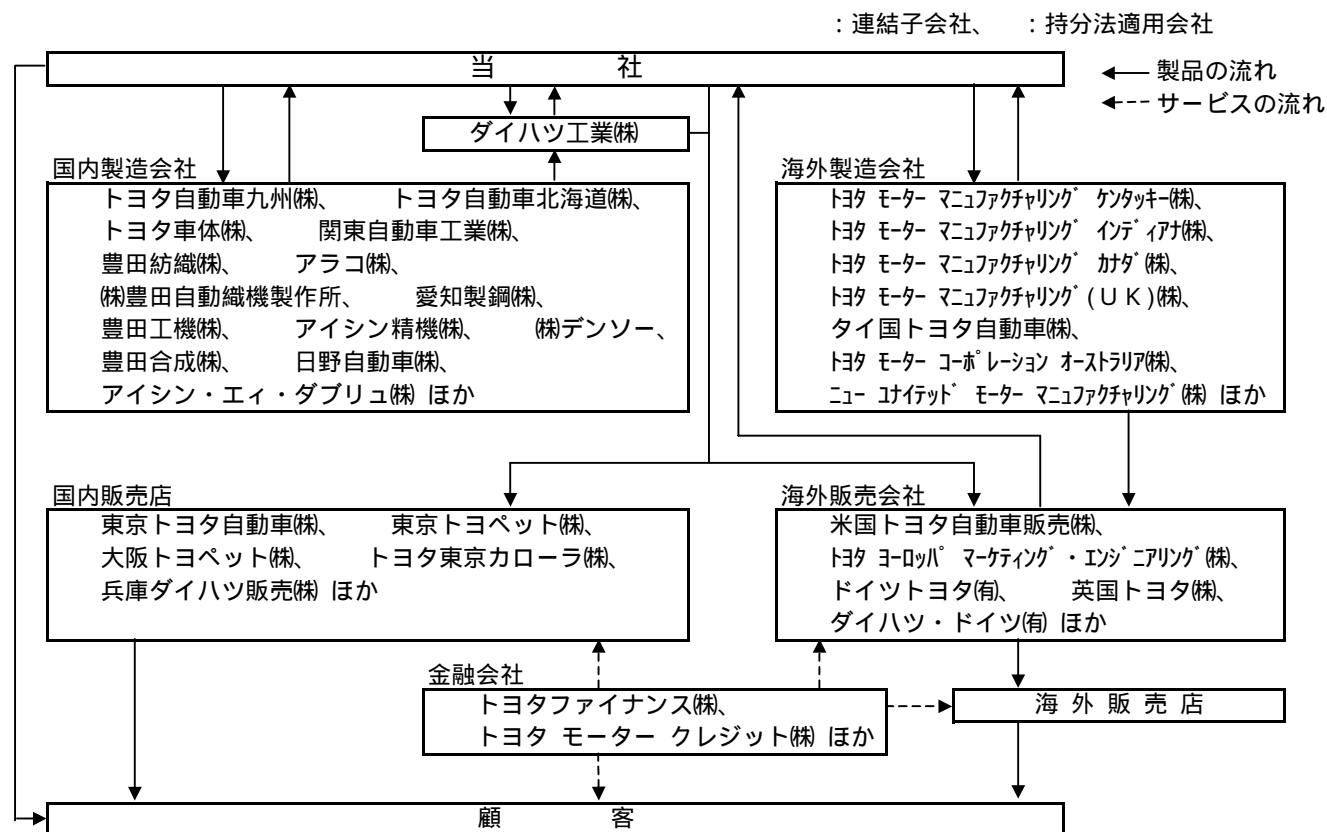 ：連結子会社、　：持分法適用会社
当　社
製品の流れ
サービスの流れ
ダイハツ工業㈱
国内製造会社
トヨタ自動車九州㈱、　トヨタ自動車北海道㈱、
トヨタ車体㈱、　関東自動車工業㈱、
豊田紡織㈱、　アラコ㈱、
㈱豊田自動織機製作所、　愛知製鋼㈱、
豊田工機㈱、　アイシン精機㈱、　㈱デンソー、
豊田合成㈱、　日野自動車㈱、
アイシン・エィ・ダブリュ㈱ ほか
海外製造会社
ﾄﾖﾀ ﾓｰﾀｰ ﾏﾆｭﾌｧｸﾁｬﾘﾝｸﾞ ｹﾝﾀｯｷｰ㈱、
ﾄﾖﾀ ﾓｰﾀｰ ﾏﾆｭﾌｧｸﾁｬﾘﾝｸﾞ ｲﾝﾃﾞｨｱﾅ㈱、
ﾄﾖﾀ ﾓｰﾀｰ ﾏﾆｭﾌｧｸﾁｬﾘﾝｸﾞ ｶﾅﾀﾞ㈱、
ﾄﾖﾀ ﾓｰﾀｰ ﾏﾆｭﾌｧｸﾁｬﾘﾝｸﾞ(ＵＫ)㈱、
タイ国トヨタ自動車㈱、
ﾄﾖﾀ ﾓｰﾀｰ ｺｰﾎﾟﾚｰｼｮﾝ ｵｰｽﾄﾗﾘｱ㈱、
ﾆｭｰ ﾕﾅｲﾃｯﾄﾞ ﾓｰﾀｰ ﾏﾆｭﾌｧｸﾁｬﾘﾝｸﾞ㈱ ほか
国内販売店
東京トヨタ自動車㈱、　東京トヨペット㈱、
大阪トヨペット㈱、　トヨタ東京カローラ㈱、
兵庫ダイハツ販売㈱ ほか
海外販売会社
米国トヨタ自動車販売㈱、
ﾄﾖﾀ ﾖｰﾛｯﾊﾟ ﾏｰｹﾃｨﾝｸﾞ・ｴﾝｼﾞﾆｱﾘﾝｸﾞ㈱、
ドイツトヨタ㈲、　英国トヨタ㈱、
ダイハツ・ドイツ㈲ ほか
金融会社
トヨタファイナンス㈱、
トヨタ モーター クレジット㈱ ほか
海 外 販 売 店
顧　客